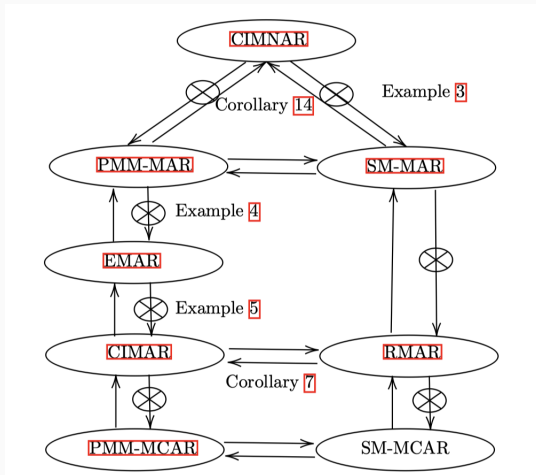 CIMNAR
Example 3
Corollary 14
PMM-MAR
SM-MAR
Example 4
EMAR
Example 5
CIMAR
RMAR
Corollary 7
PMM-MCAR
SM-MCAR